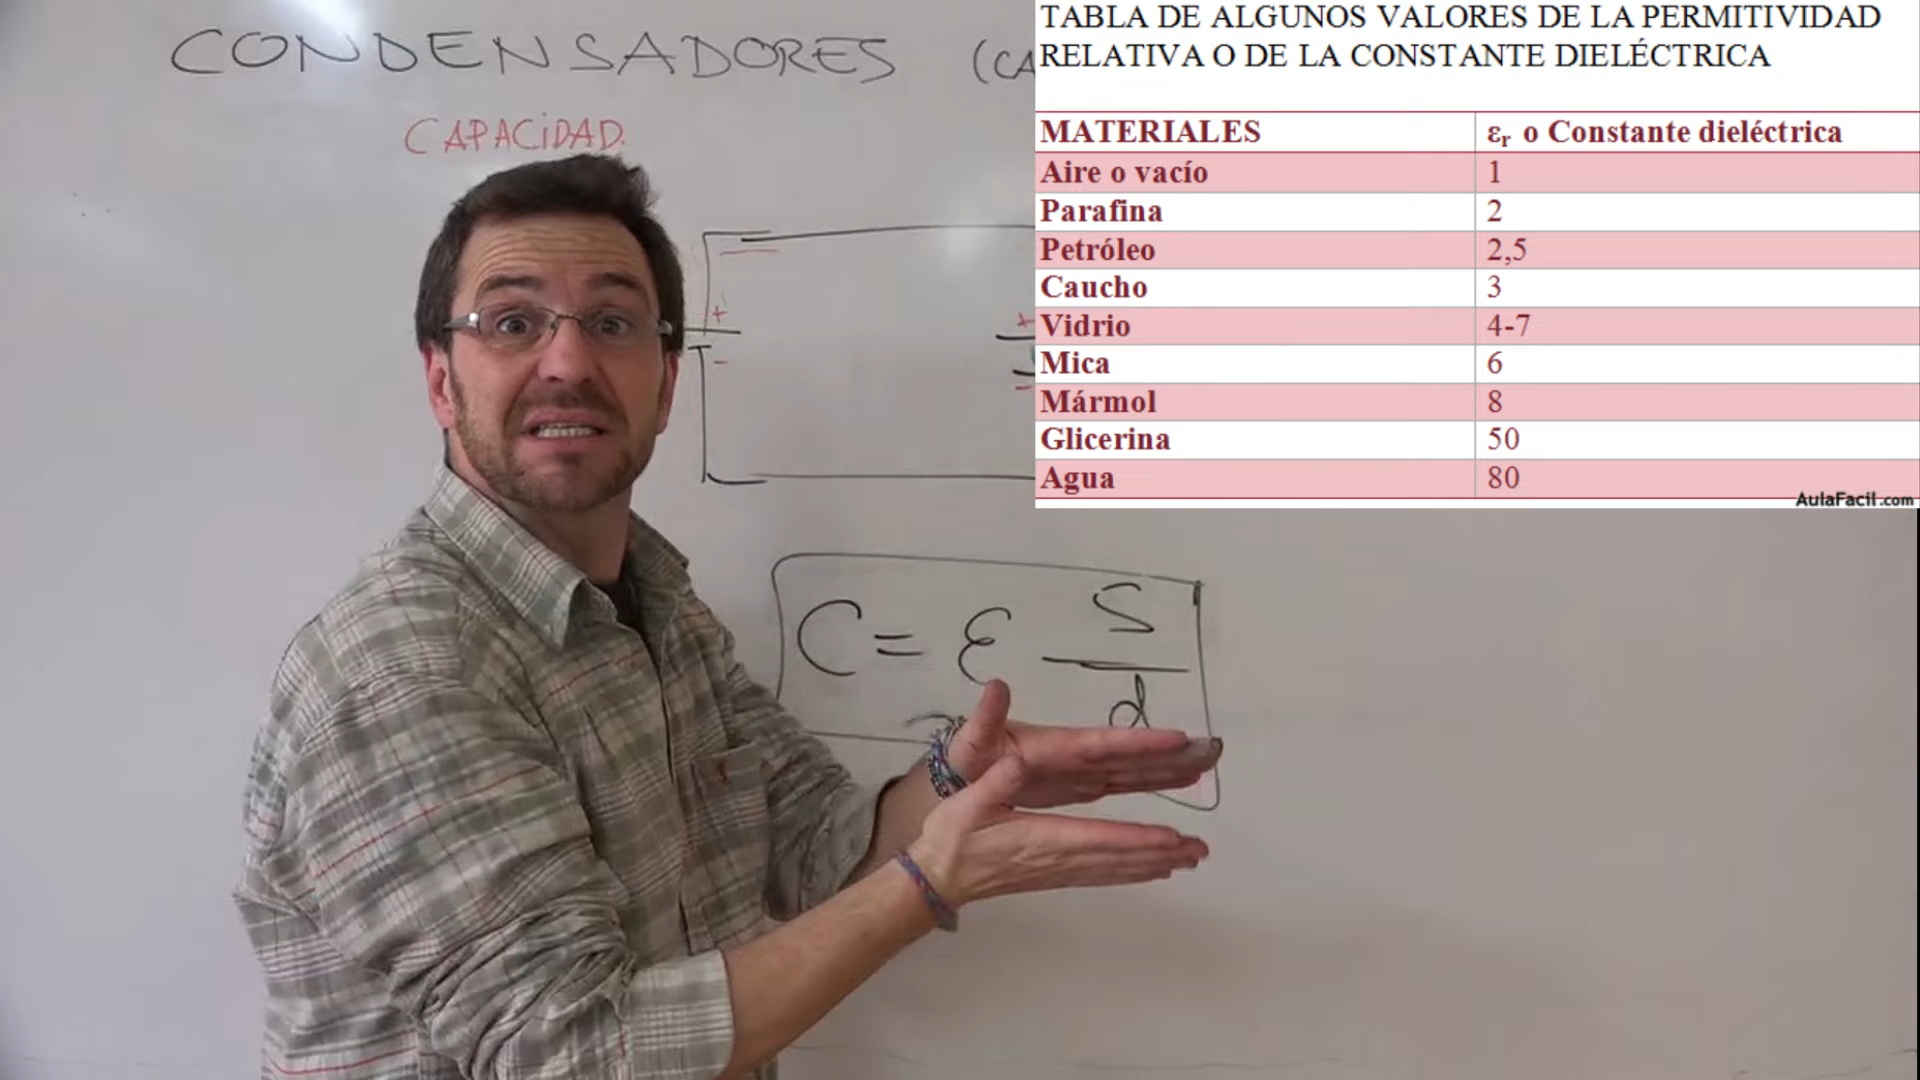 CONDENSADORES (CA
CAPACIDAD.
+
-
+
-
C = ε S
d
TABLA DE ALGUNOS VALORES DE LA PERMITIVIDAD
RELATIVA O DE LA CONSTANTE DIELÉCTRICA
MATERIALES εr o Constante dieléctrica
Aire o vacío 1
Parafina 2
Petróleo 2,5
Caucho 3
Vidrio 4-7
Mica 6
Mármol 8
Glicerina 50
Agua 80
AulaFacil.com